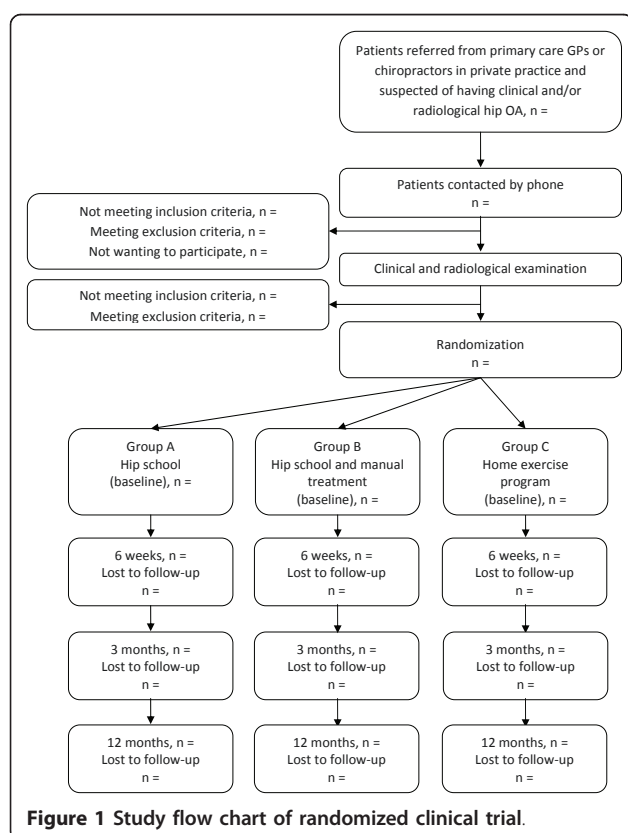 Patients referred from primary care GPs or
chiropractors in private practice and
suspected of having clinical and/or
radiological hip OA, n =
Patients contacted by phone
n =
Not meeting inclusion criteria, n =
Meeting exclusion criteria, n =
Not wanting to participate, n =
Clinical and radiological examination
Not meeting inclusion criteria, n =
Meeting exclusion criteria, n =
Randomization
n =
Group A
Hip school
(baseline), n =
Group B
Hip school and manual
treatment
(baseline), n =
Group C
Home exercise
program
(baseline), n =
6 weeks, n =
Lost to follow-up
n =
6 weeks, n =
Lost to follow-up
n =
6 weeks, n =
Lost to follow-up
n =
3 months, n =
Lost to follow-up
n =
3 months, n =
Lost to follow-up
n =
3 months, n =
Lost to follow-up
n =
12 months, n =
Lost to follow-up
n =
12 months, n =
Lost to follow-up
n =
12 months, n =
Lost to follow-up
n =
Figure 1 Study flow chart of randomized clinical trial.